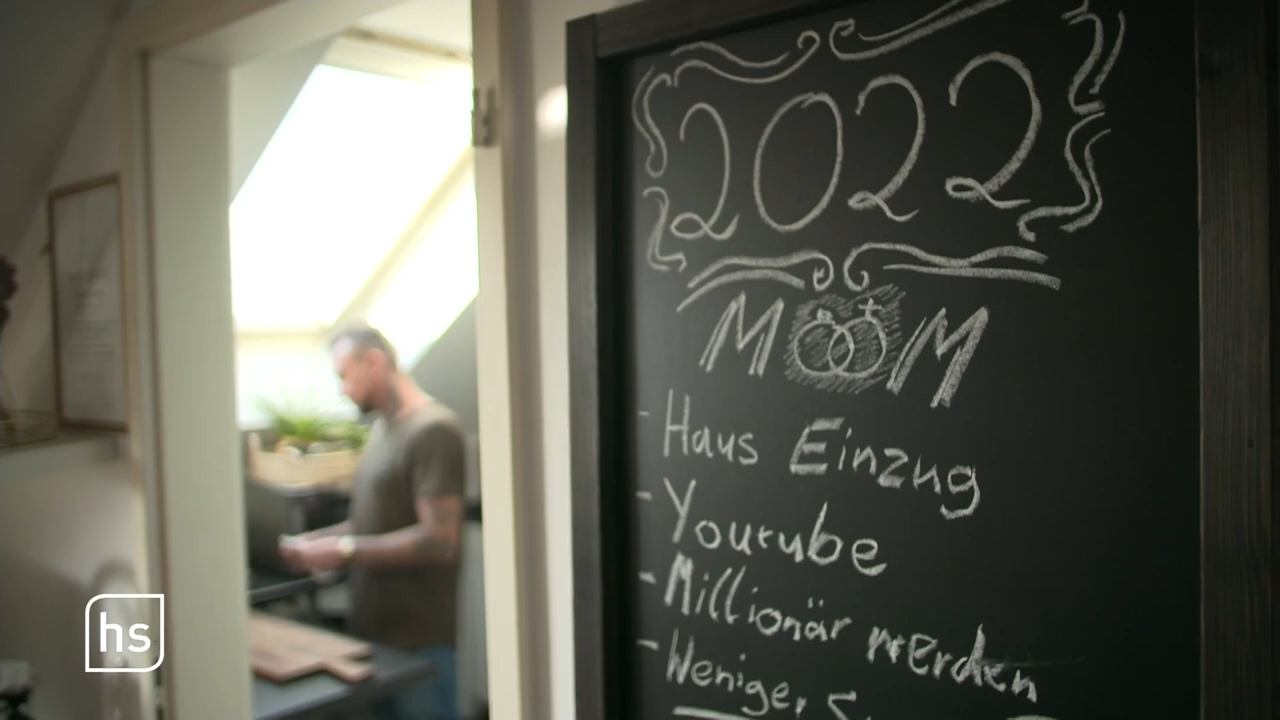 2022
M M
- Haus Einzug
- Youtube
- Millionär werden
- Weniger
hs